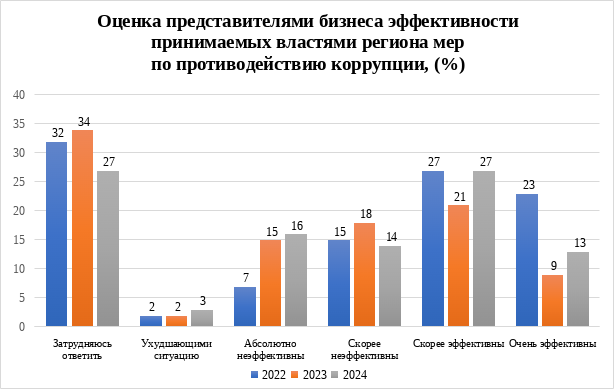 Оценка представителями бизнеса эффективности
принимаемых властями региона мер
по противодействию коррупции, (%)
40
35
30
25
20
15
10
5
0
32 34 27
2 2 3
7 15 16
15 18 14
27 21 27
23 9 13
Затрудняюсь
ответить
Ухудшающими
ситуацию
Абсолютно
неэффективны
Скорее
неэффективны
Скорее эффективны
Очень эффективны
2022 2023 2024